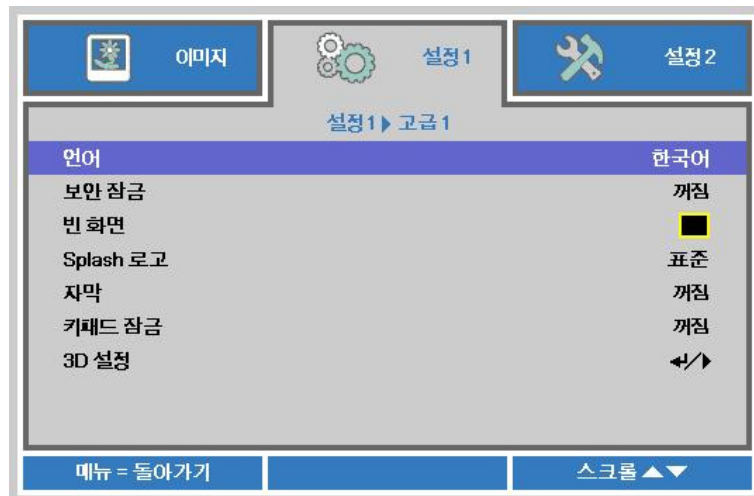 이미지 설정1 설정2
설정1 ▶ 고급1
언어 한국어
보안 잠금 꺼짐
빈 화면
Splash 로고 표준
자막 꺼짐
키패드 잠금 꺼짐
3D 설정 ↵/▶
메뉴 = 돌아가기 스크롤 ▲▼